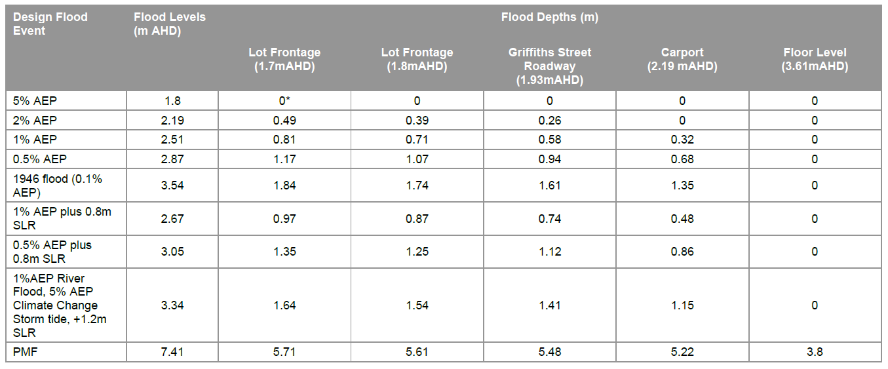 Design Flood Event Flood Levels (m AHD) Flood Depths (m)
Lot Frontage (1.7mAHD) Lot Frontage (1.8mAHD) Griffiths Street Roadway (1.93mAHD) Carport (2.19 mAHD) Floor Level (3.61mAHD)
5% AEP 1.8 0* 0 0 0 0
2% AEP 2.19 0.49 0.39 0.26 0 0
1% AEP 2.51 0.81 0.71 0.58 0.32 0
0.5% AEP 2.87 1.17 1.07 0.94 0.68 0
1946 flood (0.1% AEP) 3.54 1.84 1.74 1.61 1.35 0
1% AEP plus 0.8m SLR 2.67 0.97 0.87 0.74 0.48 0
0.5% AEP plus 0.8m SLR 3.05 1.35 1.25 1.12 0.86 0
1%AEP River Flood, 5% AEP Climate Change Storm tide, +1.2m SLR 3.34 1.64 1.54 1.41 1.15 0
PMF 7.41 5.71 5.61 5.48 5.22 3.8